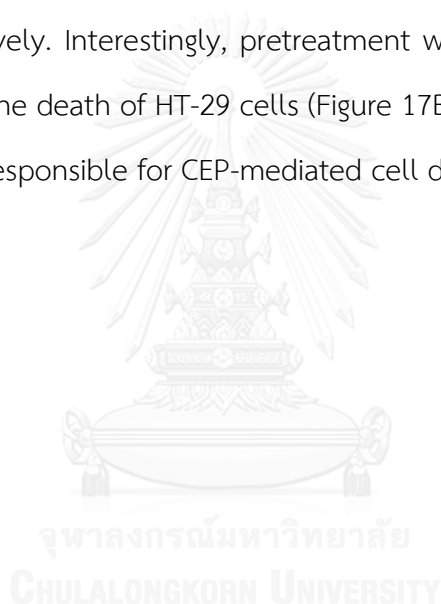 vely. Interestingly, pretreatment w
ne death of HT-29 cells (Figure 17B
esponsible for CEP-mediated cell d
จุฬาลงกรณ์มหาวิทยาลัย
CHULALONGKORN UNIVERSITY